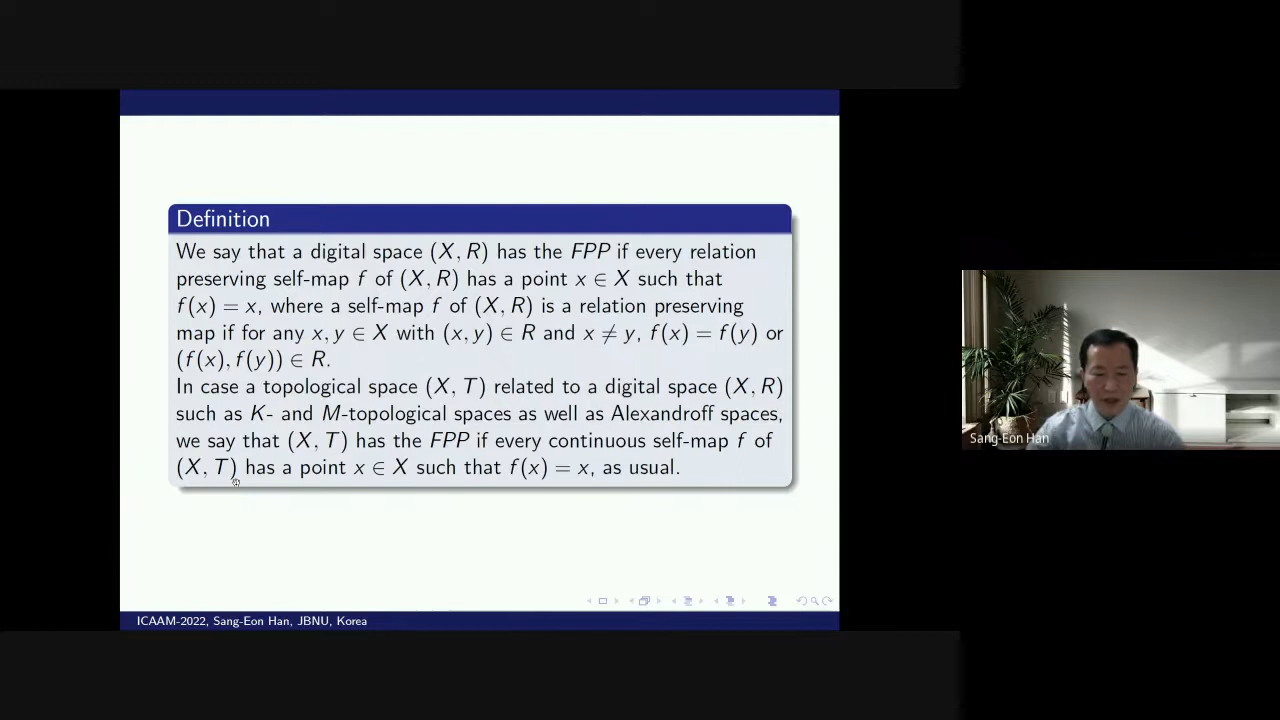 Definition
We say that a digital space (X, R) has the FPP if every relation
preserving self-map f of (X, R) has a point x ∈ X such that
f(x) = x, where a self-map f of (X, R) is a relation preserving
map if for any x, y ∈ X with (x, y) ∈ R and x ≠ y, f(x) = f(y) or
(f(x), f(y)) ∈ R.
In case a topological space (X, T) related to a digital space (X, R)
such as K- and M-topological spaces as well as Alexandroff spaces,
we say that (X, T) has the FPP if every continuous self-map f of
(X, T) has a point x ∈ X such that f(x) = x, as usual.
ICAAM-2022, Sang-Eon Han, JBNU, Korea
Sang-Eon Han